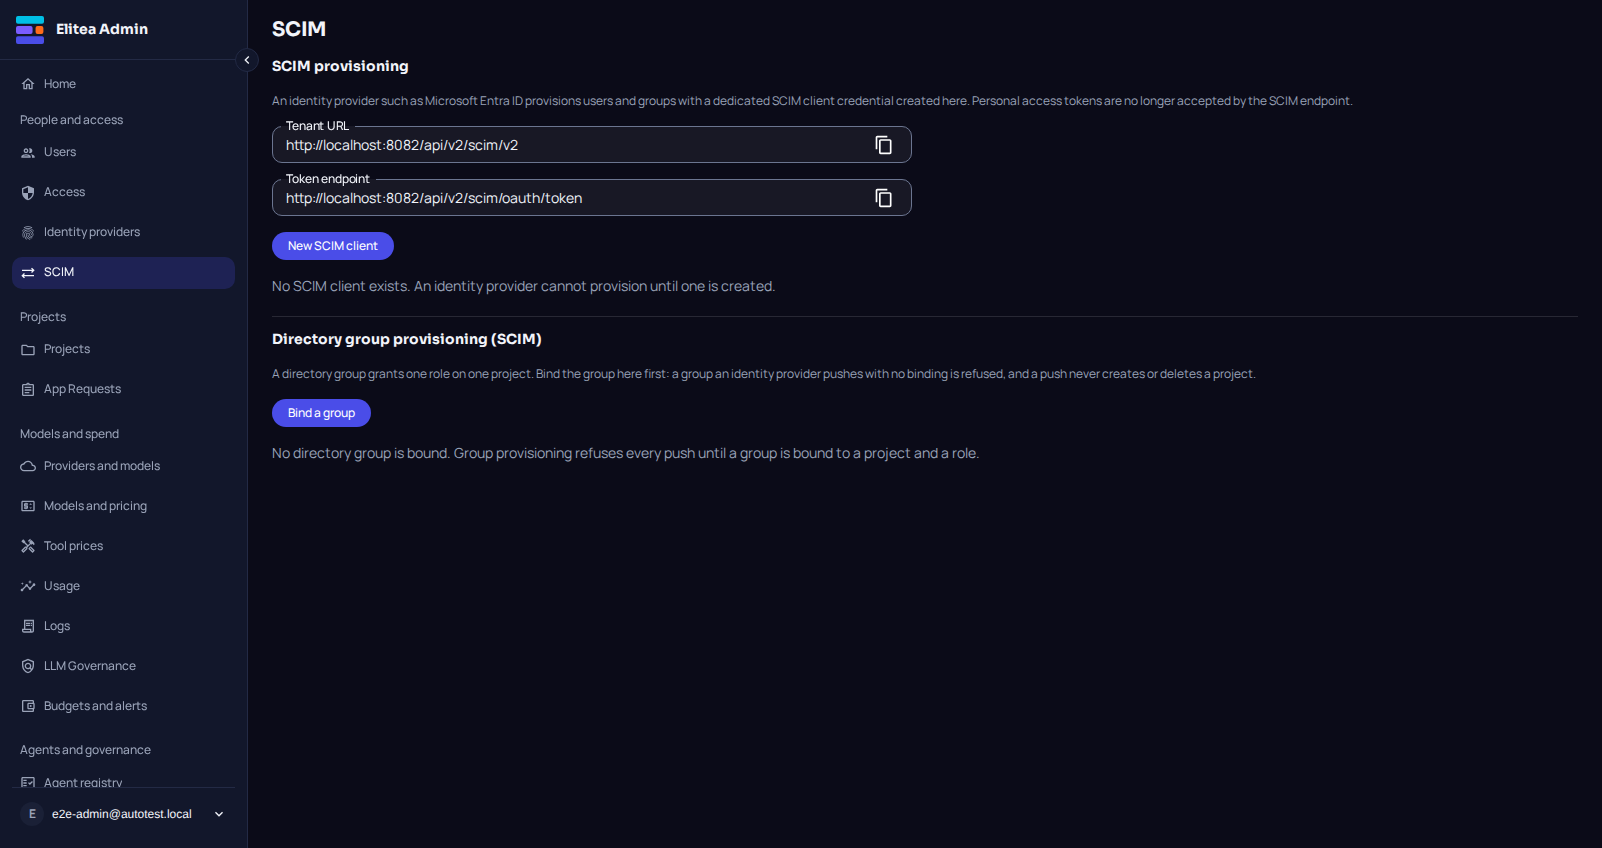 Elitea Admin
Home
People and access
Users
Access
Identity providers
SCIM
Projects
Projects
App Requests
Models and spend
Providers and models
Models and pricing
Tool prices
Usage
Logs
LLM Governance
Budgets and alerts
Agents and governance
Agent registry
E
e2e-admin@autotest.local
SCIM
SCIM provisioning
An identity provider such as Microsoft Entra ID provisions users and groups with a dedicated SCIM client credential created here. Personal access tokens are no longer accepted by the SCIM endpoint.
Tenant URL
http://localhost:8082/api/v2/scim/v2
Token endpoint
http://localhost:8082/api/v2/scim/oauth/token
New SCIM client
No SCIM client exists. An identity provider cannot provision until one is created.
Directory group provisioning (SCIM)
A directory group grants one role on one project. Bind the group here first: a group an identity provider pushes with no binding is refused, and a push never creates or deletes a project.
Bind a group
No directory group is bound. Group provisioning refuses every push until a group is bound to a project and a role.